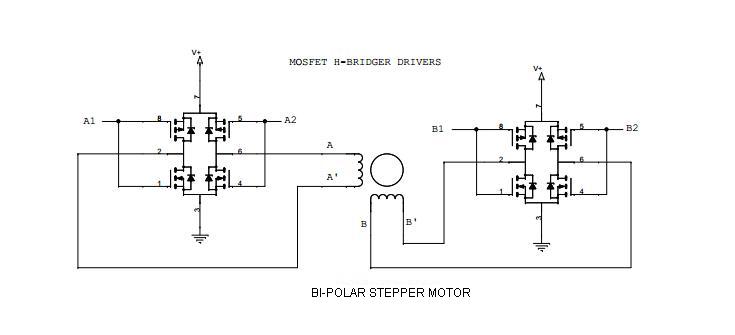 V+
MOSFET H-BRIDGER DRIVERS
V+
7
7
A1
8
5
A2
B1
8
5
B2
2
6
A
2
6
1
4
A'
1
4
3
B
B'
3
BI-POLAR STEPPER MOTOR